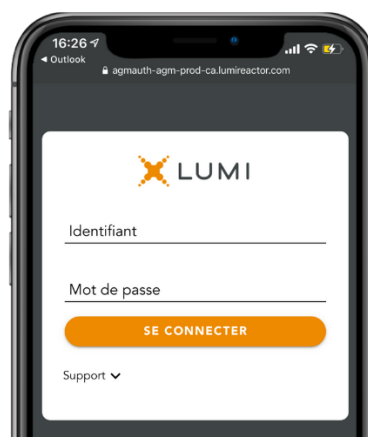 16:26
Outlook
agmauth-agm-prod-ca.lumireactor.com
LUMI
Identifiant
Mot de passe
SE CONNECTER
Support